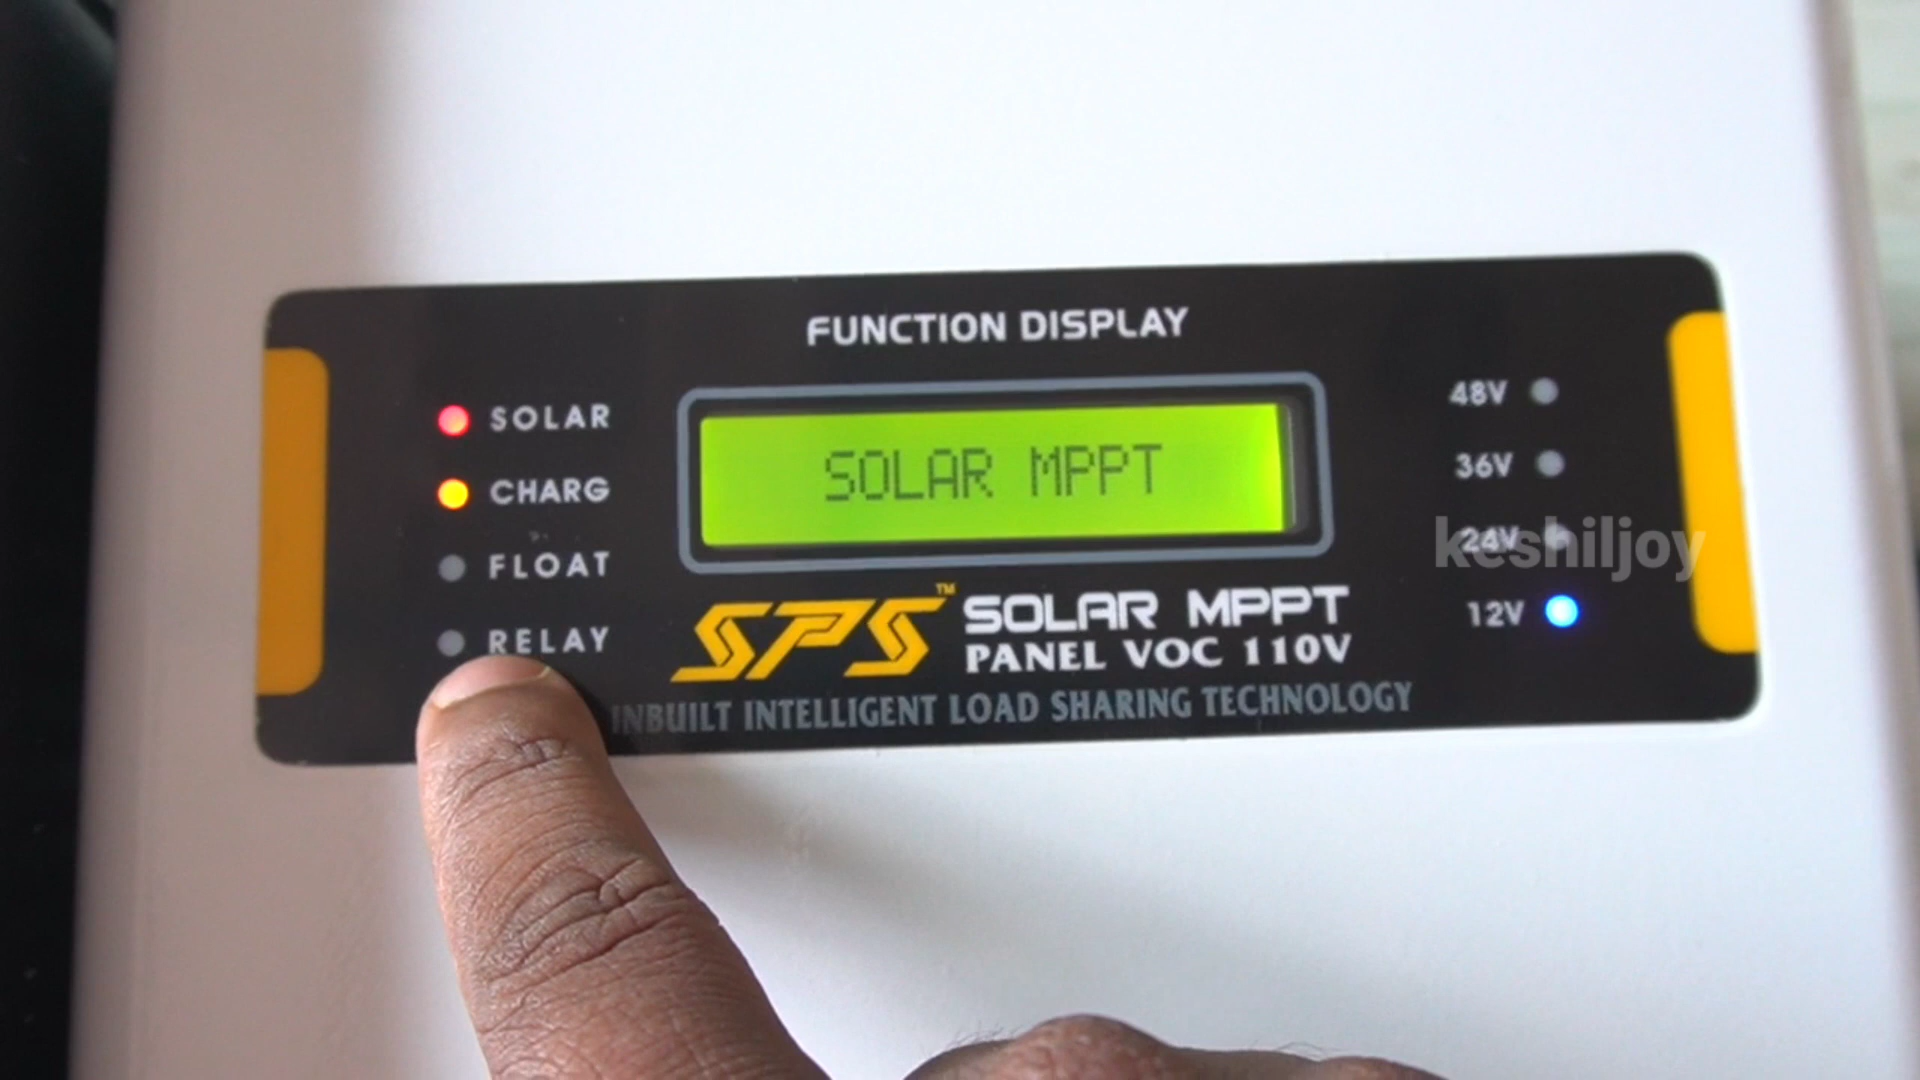 FUNCTION DISPLAY
SOLAR
CHARG
FLOAT
RELAY
SOLAR MPPT
48V
36V
24V
12V
keshiljoy
SPS™ SOLAR MPPT
PANEL VOC 110V
INBUILT INTELLIGENT LOAD SHARING TECHNOLOGY